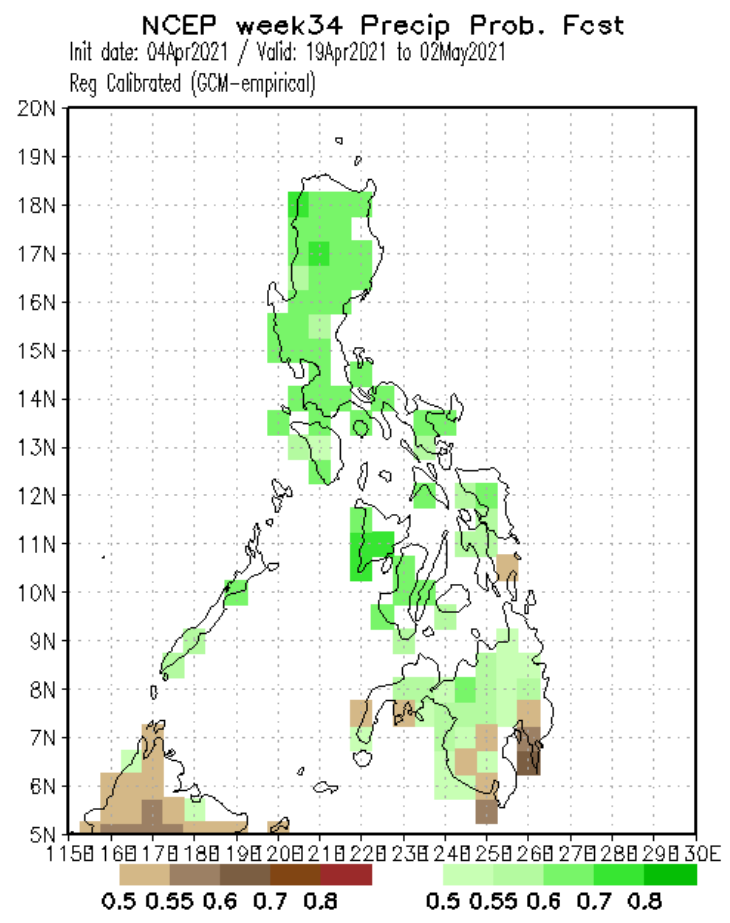 NCEP week34 Precip Prob. Fcst
Init date: 04Apr2021 / Valid: 19Apr2021 to 02May2021
Reg Calibrated (GCM-empirical)
20N
19N
18N
17N
16N
15N
14N
13N
12N
11N
10N
9N
8N
7N
6N
5N
115E 116E 117E 118E 119E 120E 121E 122E 123E 124E 125E 126E 127E 128E 129E 130E
0.5 0.55 0.6 0.7 0.8 0.5 0.55 0.6 0.7 0.8